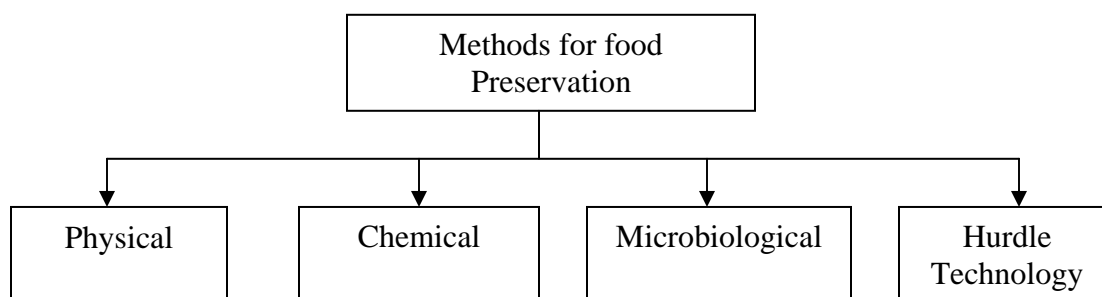 Methods for food
Preservation
Physical
Chemical
Microbiological
Hurdle
Technology